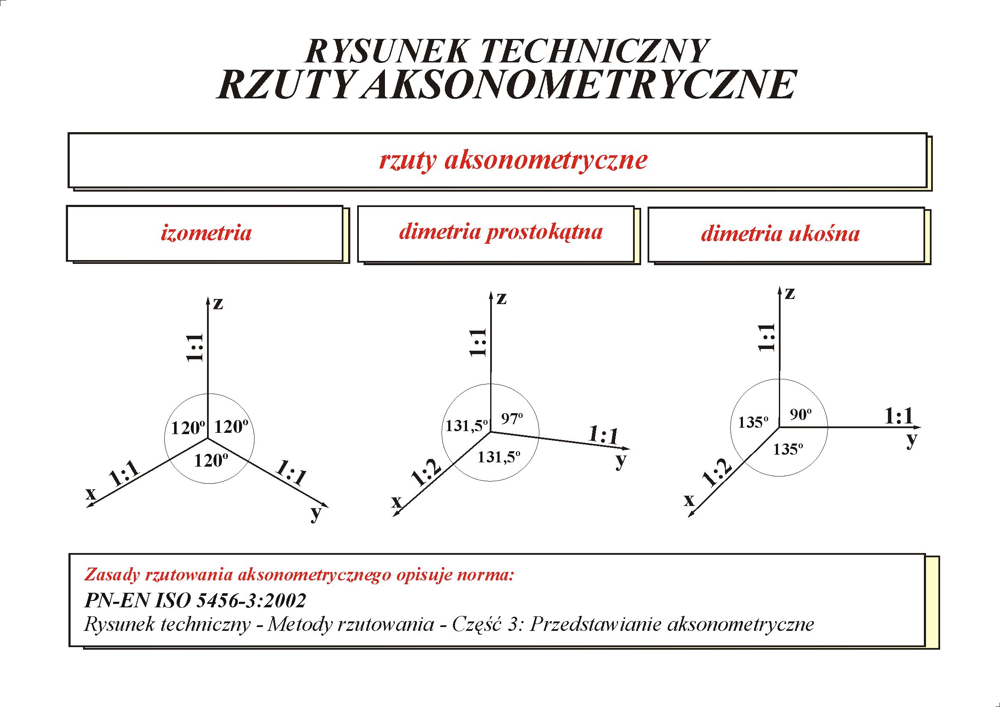 RYSUNEK TECHNICZNY
RZUTY AKSONOMETRYCZNE
rzuty aksonometryczne
izometria
dimetria prostokątna
dimetria ukośna
z
1:1
120º 120º
120º
1:1
x
1:1
y
z
1:1
131,5º 97º
131,5º
1:1
y
1:2
x
z
1:1
135º 90º
135º
1:1
y
1:2
x
Zasady rzutowania aksonometrycznego opisuje norma:
PN-EN ISO 5456-3:2002
Rysunek techniczny - Metody rzutowania - Część 3: Przedstawianie aksonometryczne